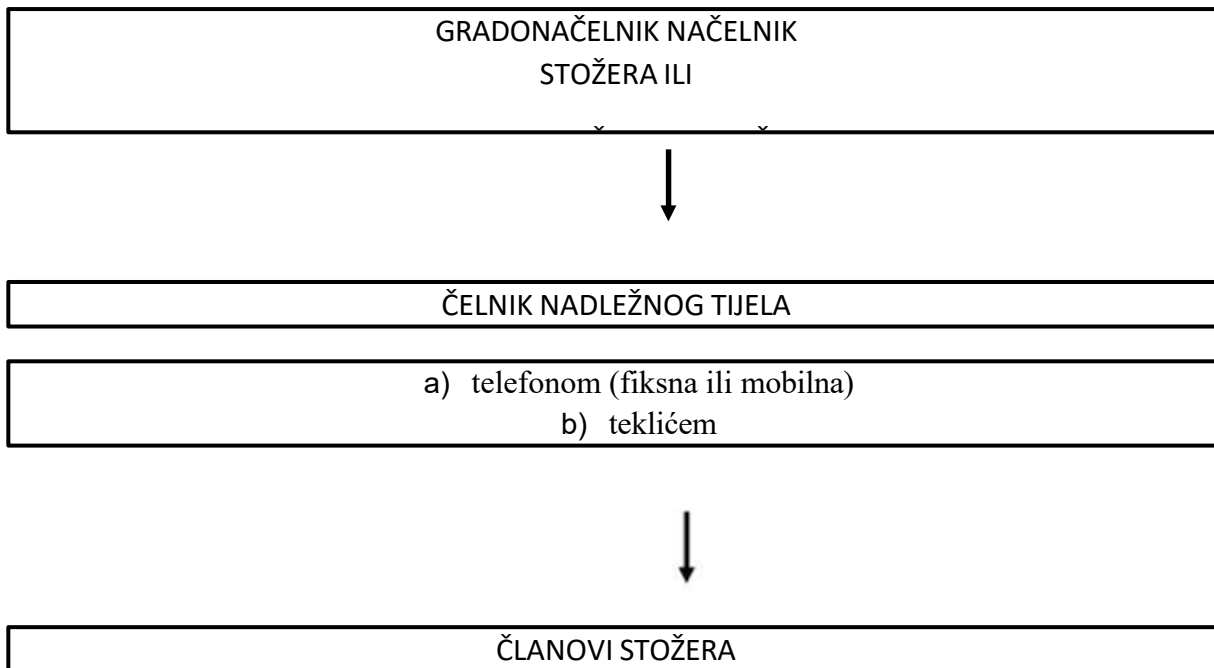 GRADONAČELNIK NAČELNIK
STOŽERA ILI
ČELNIK NADLEŽNOG TIJELA
a) telefonom (fiksna ili mobilna)
b) teklićem
ČLANOVI STOŽERA